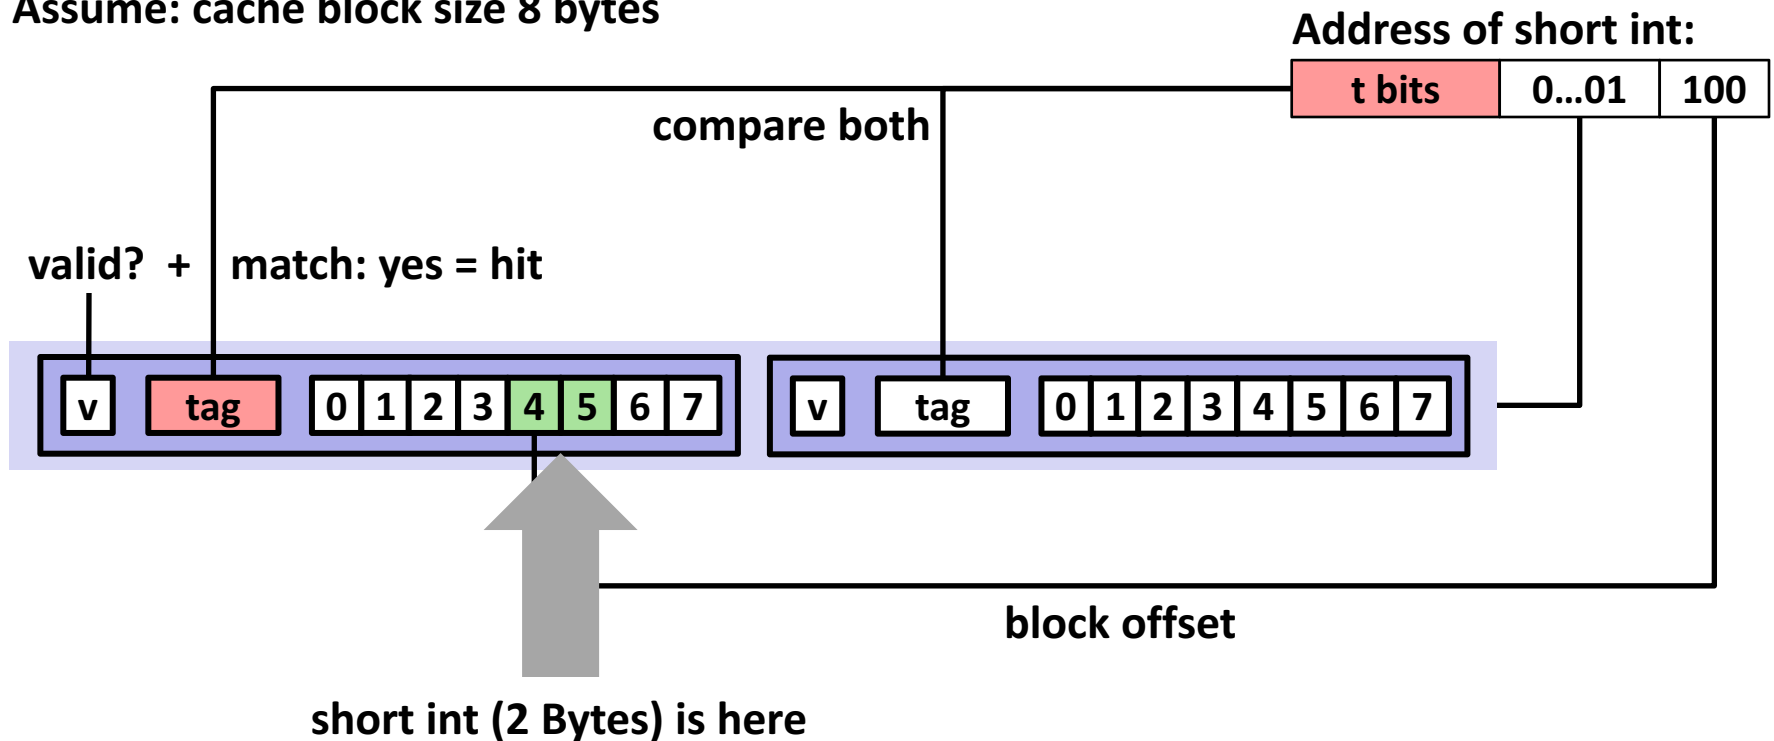 Assume: cache block size 8 bytes
Address of short int:
t bits 0...01 100
compare both
valid? + match: yes = hit
v tag 0 1 2 3 4 5 6 7 v tag 0 1 2 3 4 5 6 7
block offset
short int (2 Bytes) is here